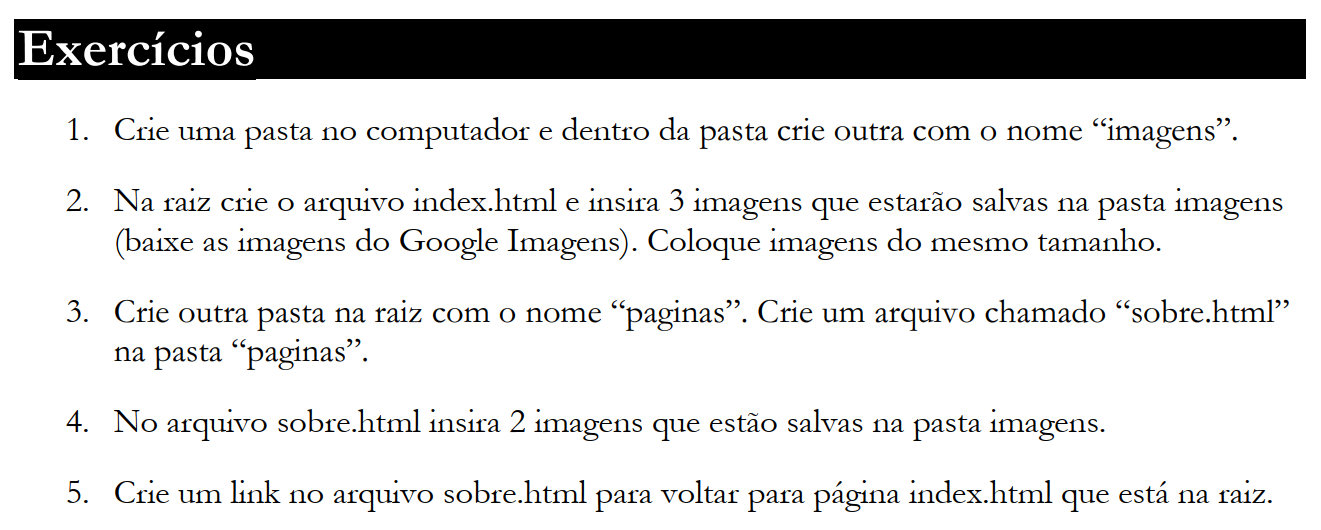 Exercícios
1. Crie uma pasta no computador e dentro da pasta crie outra com o nome “imagens”.
2. Na raiz crie o arquivo index.html e insira 3 imagens que estarão salvas na pasta imagens
(baixe as imagens do Google Imagens). Coloque imagens do mesmo tamanho.
3. Crie outra pasta na raiz com o nome “paginas”. Crie um arquivo chamado “sobre.html”
na pasta “paginas”.
4. No arquivo sobre.html insira 2 imagens que estão salvas na pasta imagens.
5. Crie um link no arquivo sobre.html para voltar para página index.html que está na raiz.